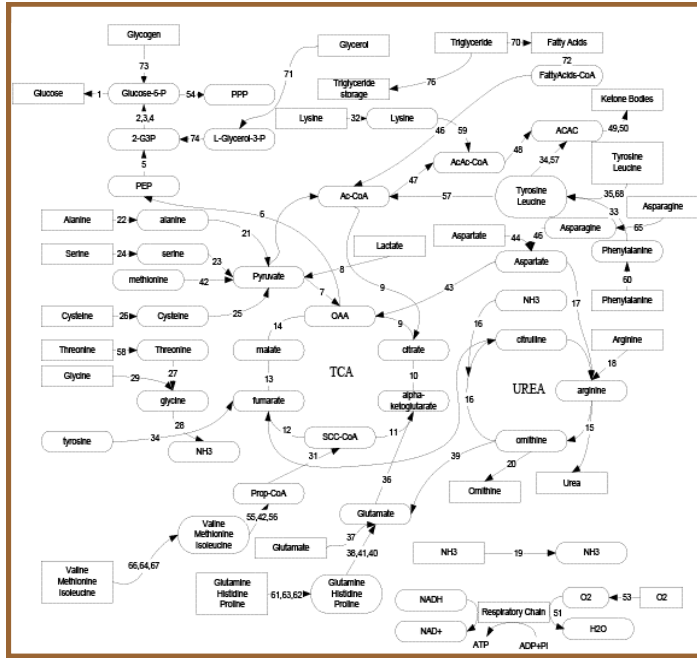 Glycogen
Glycerol
Triglyceride
70
Fatty Acids
73
71
72
Glucose
1
Glucose-6-P
54
PPP
Triglyceride
storage
76
FattyAcids-CoA
Ketone Bodies
2,3,4
Lysine
32
Lysine
46
59
49,50
2-G3P
74
L-Glycerol-3-P
48
ACAC
5
AcAc-CoA
34,57
Tyrosine
Leucine
PEP
47
Ac-CoA
57
Tyrosine
Leucine
35,68
6
33
Asparagine
Alanine
22
alanine
21
Aspartate
44
46
Asparagine
65
Serine
24
serine
23
Lactate
8
Aspartate
Phenylalanine
methionine
42
Pyruvate
7
9
43
17
60
NH3
Phenylalanine
Cysteine
26
Cysteine
25
14
OAA
9
16
Threonine
58
Threonine
malate
citrate
citrulline
Arginine
27
TCA
18
Glycine
29
13
10
UREA
glycine
fumarate
alpha-
ketoglutarate
16
arginine
28
12
SCC-CoA
11
15
tyrosine
34
NH3
31
39
ornithine
20
36
Prop-CoA
Ornithine
Urea
55,42,56
Glutamate
Valine
Methionine
Isoleucine
Glutamate
37
38,41,40
66,64,67
NH3
19
NH3
Valine
Methionine
Isoleucine
Glutamine
Histidine
Proline
61,63,62
Glutamine
Histidine
Proline
NADH
Respiratory Chain
O2
53
O2
51
NAD+
H2O
ATP
ADP+PI